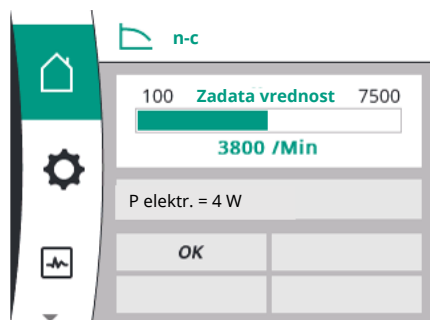 n-c
100 Zadata vrednost 7500
3800 /Min
P elektr. = 4 W
OK